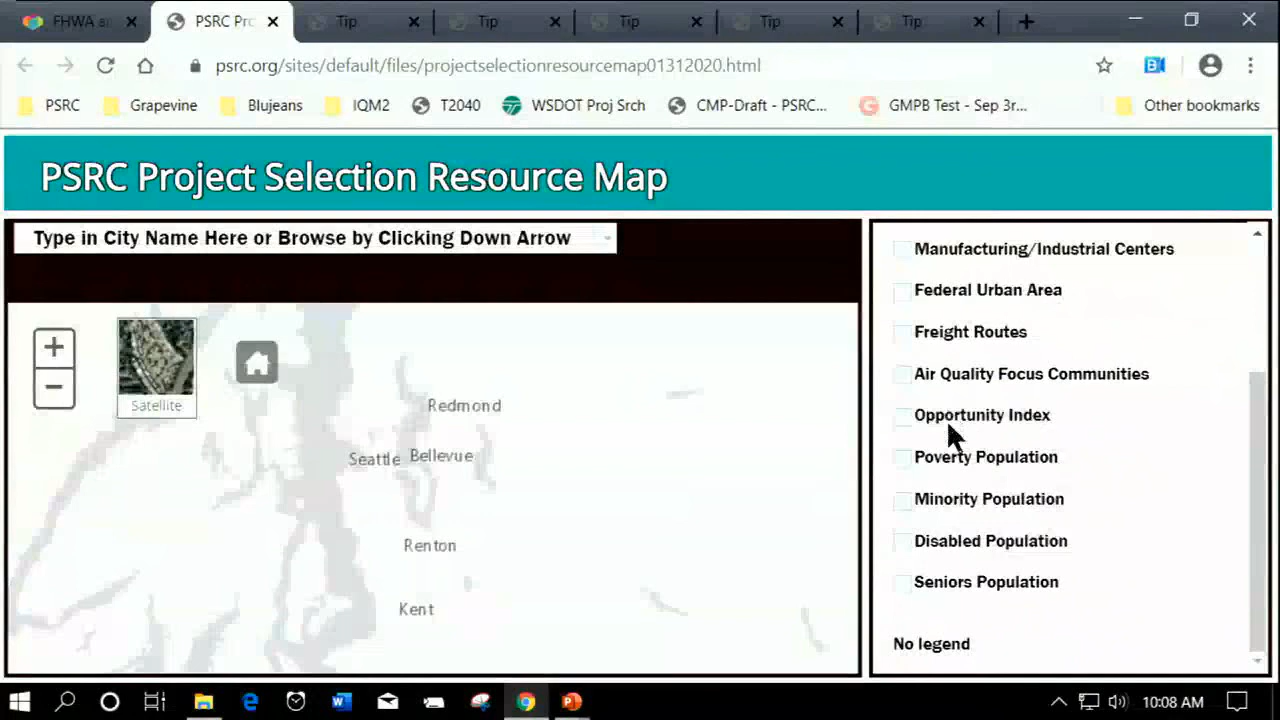 FHWA a
PSRC Pro
Tip
Tip
Tip
Tip
Tip
psrc.org/sites/default/files/projectselectionresourcemap01312020.html
PSRC
Grapevine
Blujeans
IQM2
T2040
WSDOT Proj Srch
CMP-Draft - PSRC...
GMPB Test - Sep 3r...
Other bookmarks
PSRC Project Selection Resource Map
Type in City Name Here or Browse by Clicking Down Arrow
Satellite
Redmond
Seattle
Bellevue
Renton
Kent
Manufacturing/Industrial Centers
Federal Urban Area
Freight Routes
Air Quality Focus Communities
Opportunity Index
Poverty Population
Minority Population
Disabled Population
Seniors Population
No legend
10:08 AM